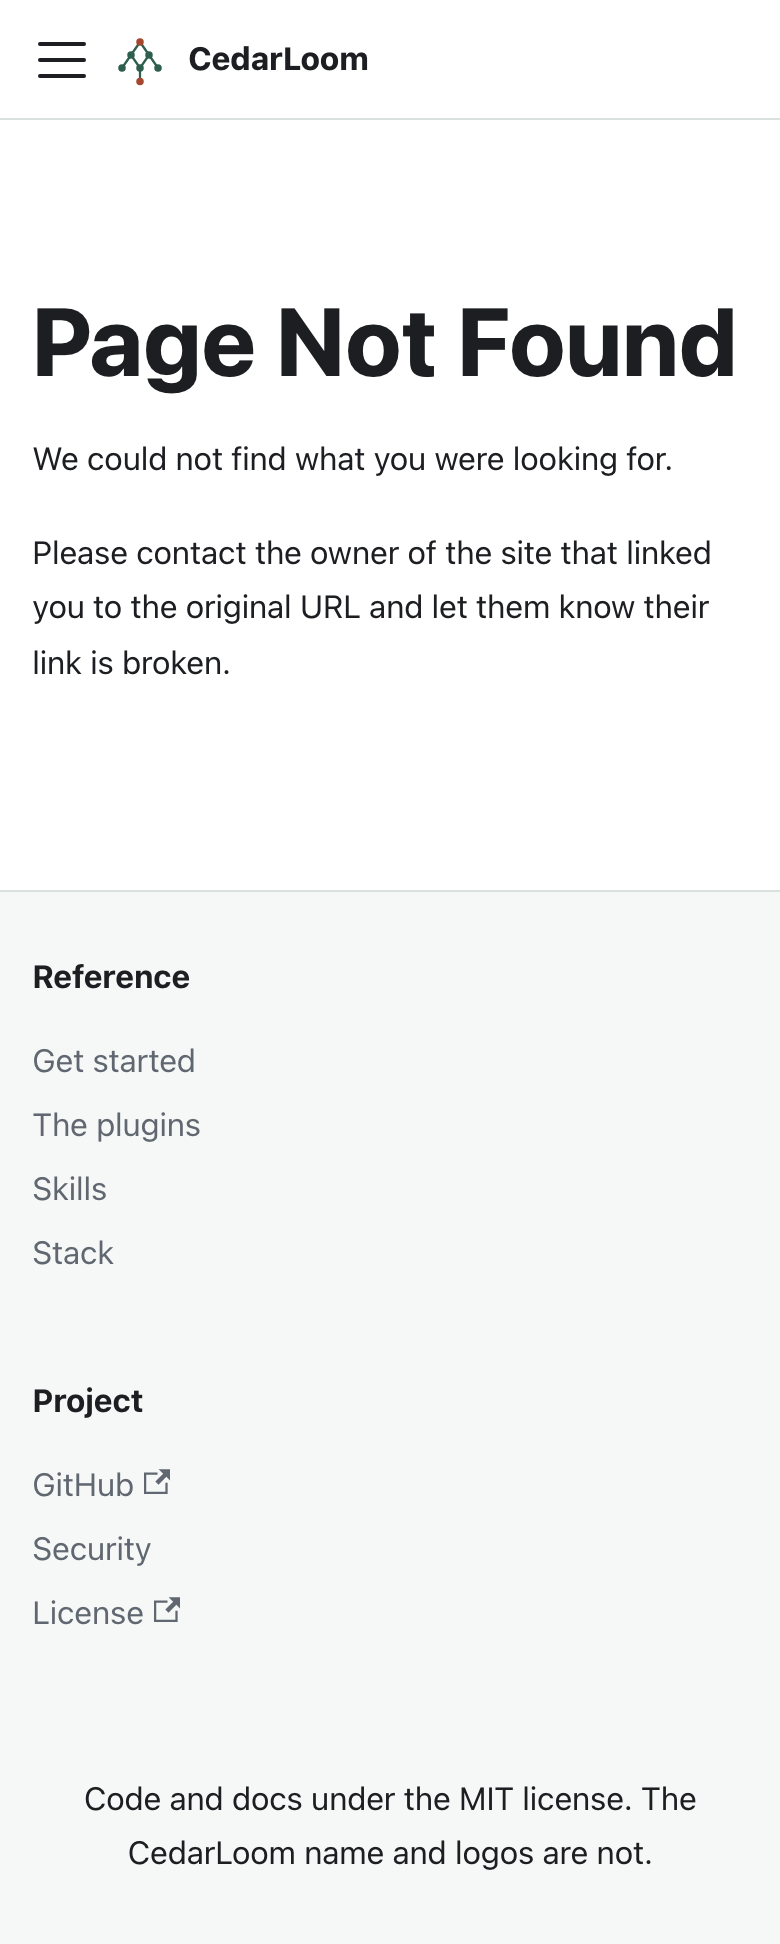 CedarLoom
Page Not Found
We could not find what you were looking for.
Please contact the owner of the site that linked
you to the original URL and let them know their
link is broken.
Reference
Get started
The plugins
Skills
Stack
Project
GitHub
Security
License
Code and docs under the MIT license. The
CedarLoom name and logos are not.